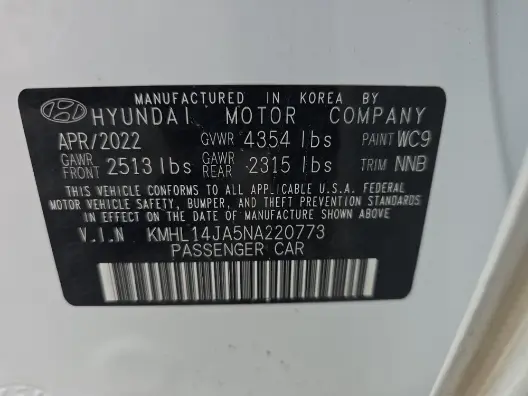 MANUFACTURED IN KOREA BY
HYUNDAI MOTOR COMPANY
APR/2022 GVWR 4354 lbs PAINT WC9
GAWR FRONT 2513 lbs GAWR REAR 2315 lbs TRIM NNB
THIS VEHICLE CONFORMS TO ALL APPLICABLE U.S.A. FEDERAL
MOTOR VEHICLE SAFETY, BUMPER, AND THEFT PREVENTION STANDARDS
IN EFFECT ON THE DATE OF MANUFACTURE SHOWN ABOVE.
V.I.N KMHL14JA5NA220773
PASSENGER CAR